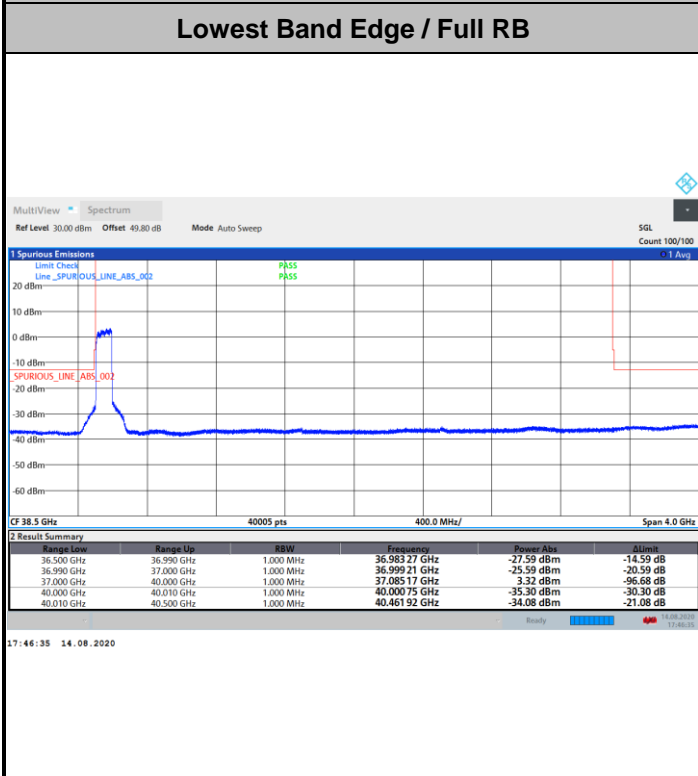 Lowest Band Edge / Full RB
MultiView Spectrum
Ref Level 30.00 dBm Offset 49.80 dB Mode Auto Sweep SGL
Count 100/100
1 Spurious Emissions 1 Avg
Limit Check PASS
Line _SPURIOUS_LINE_ABS_002 PASS
20 dBm
10 dBm
0 dBm
-10 dBm
_SPURIOUS_LINE_ABS_002
-20 dBm
-30 dBm
-40 dBm
-50 dBm
-60 dBm
CF 38.5 GHz 40005 pts 400.0 MHz/ Span 4.0 GHz
2 Result Summary
Range Low Range Up RBW Frequency Power Abs ΔLimit
36.500 GHz 36.990 GHz 1.000 MHz 36.983 27 GHz -27.59 dBm -14.59 dB
36.990 GHz 37.000 GHz 1.000 MHz 36.999 21 GHz -25.59 dBm -20.59 dB
37.000 GHz 40.000 GHz 1.000 MHz 37.085 17 GHz 3.32 dBm -96.68 dB
40.000 GHz 40.010 GHz 1.000 MHz 40.000 75 GHz -35.30 dBm -30.30 dB
40.010 GHz 40.500 GHz 1.000 MHz 40.461 92 GHz -34.08 dBm -21.08 dB
Ready 14.08.2020
17:46:35
17:46:35 14.08.2020